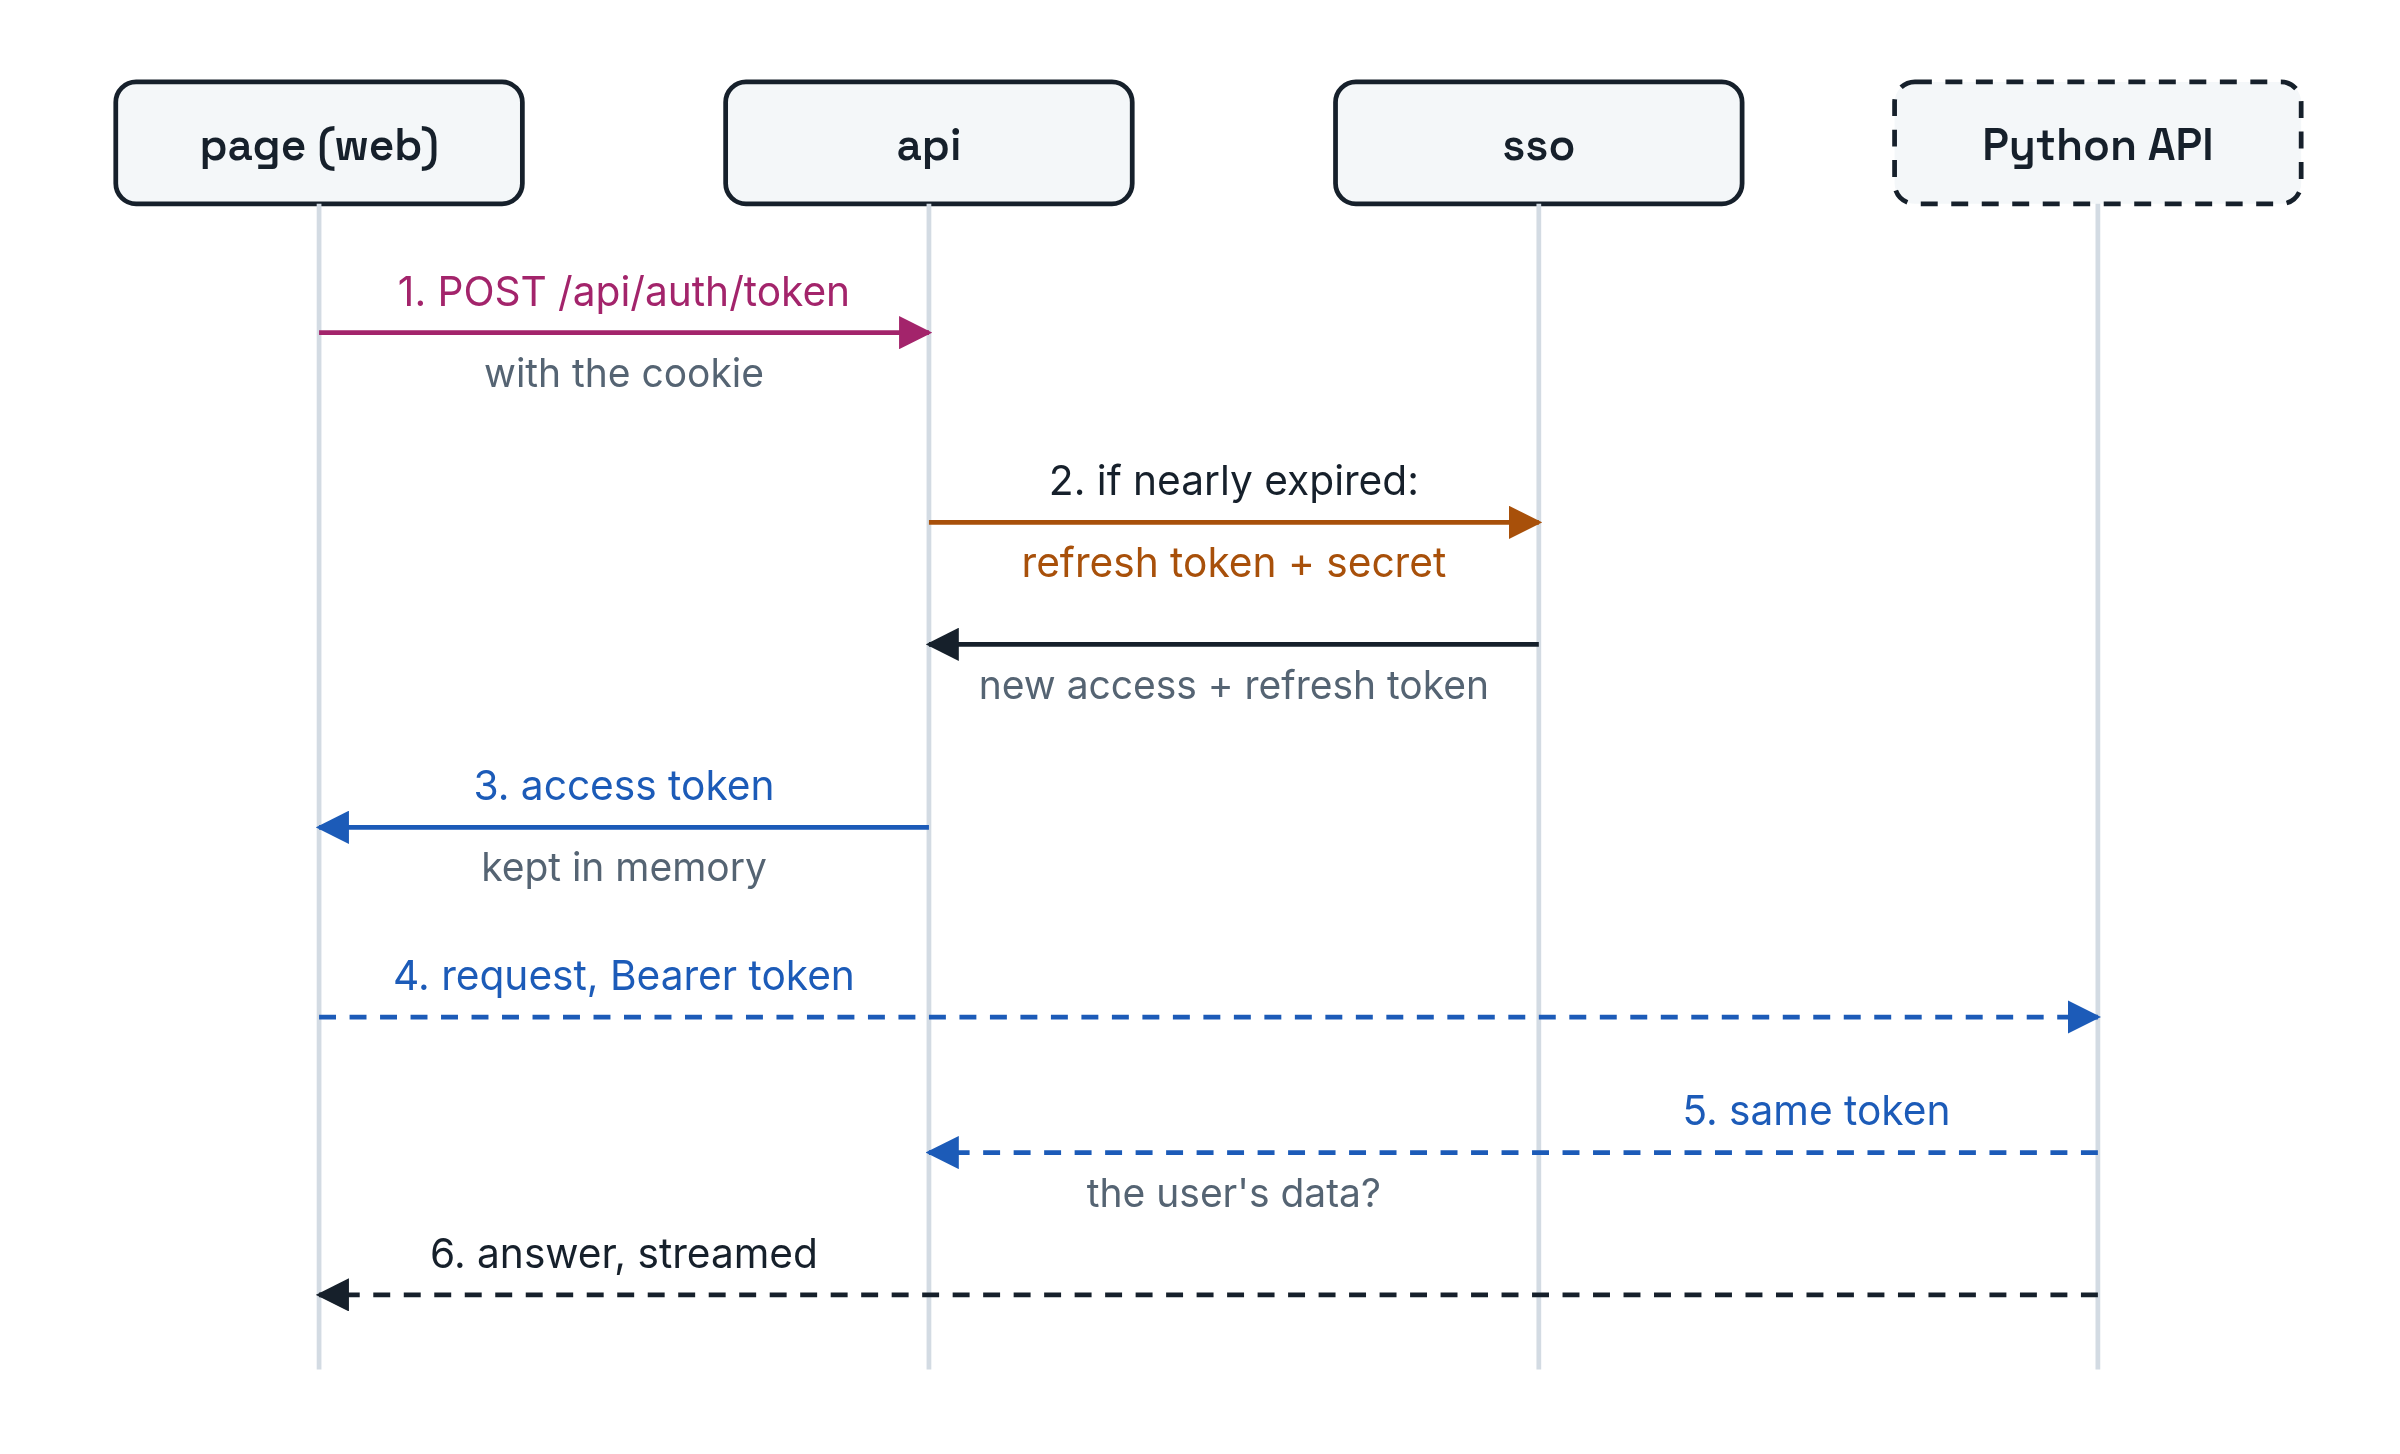 page (web)
api
sso
Python API
1. POST /api/auth/token
with the cookie
2. if nearly expired:
refresh token + secret
new access + refresh token
3. access token
kept in memory
4. request, Bearer token
5. same token
the user's data?
6. answer, streamed